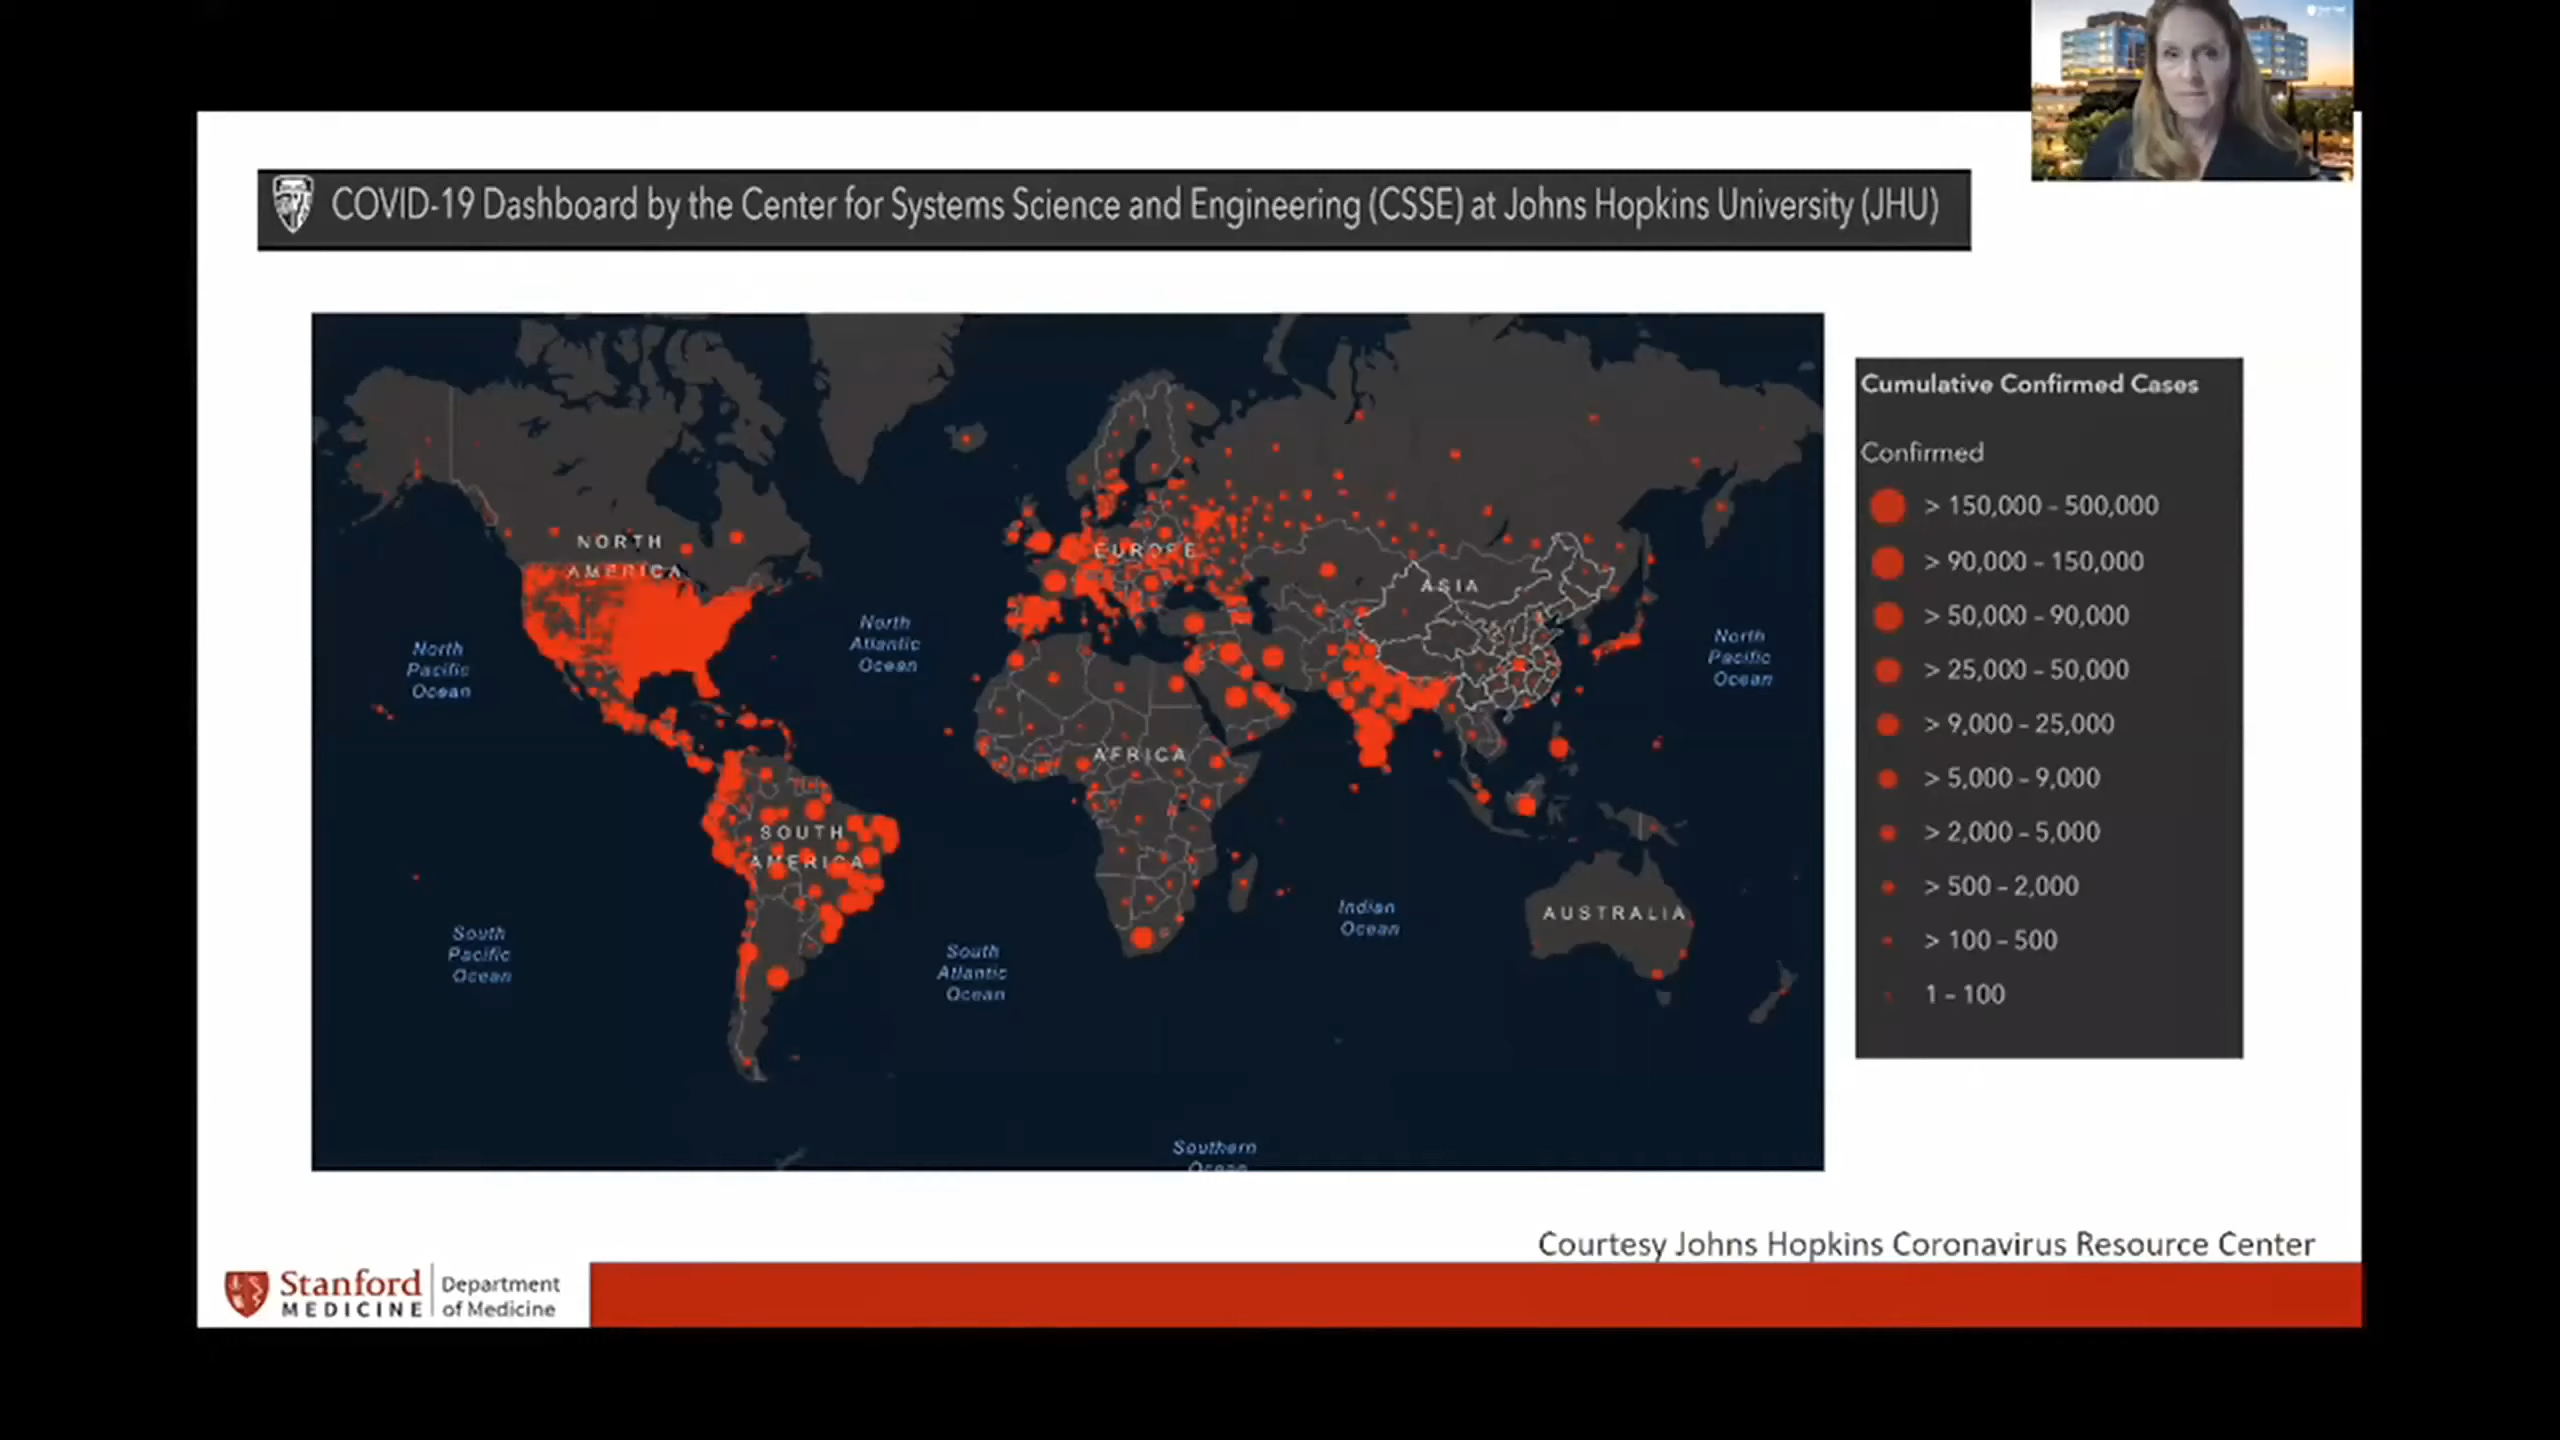 COVID-19 Dashboard by the Center for Systems Science and Engineering (CSSE) at Johns Hopkins University (JHU)
NORTH
AMERICA
EUROPE
ASIA
North
Pacific
Ocean
North
Atlantic
Ocean
North
Pacific
Ocean
AFRICA
SOUTH
AMERICA
AUSTRALIA
South
Pacific
Ocean
South
Atlantic
Ocean
Indian
Ocean
Southern
Ocean
Cumulative Confirmed Cases
Confirmed
> 150,000 – 500,000
> 90,000 – 150,000
> 50,000 – 90,000
> 25,000 – 50,000
> 9,000 – 25,000
> 5,000 – 9,000
> 2,000 – 5,000
> 500 – 2,000
> 100 – 500
1 – 100
Courtesy Johns Hopkins Coronavirus Resource Center
Stanford
MEDICINE
Department
of Medicine